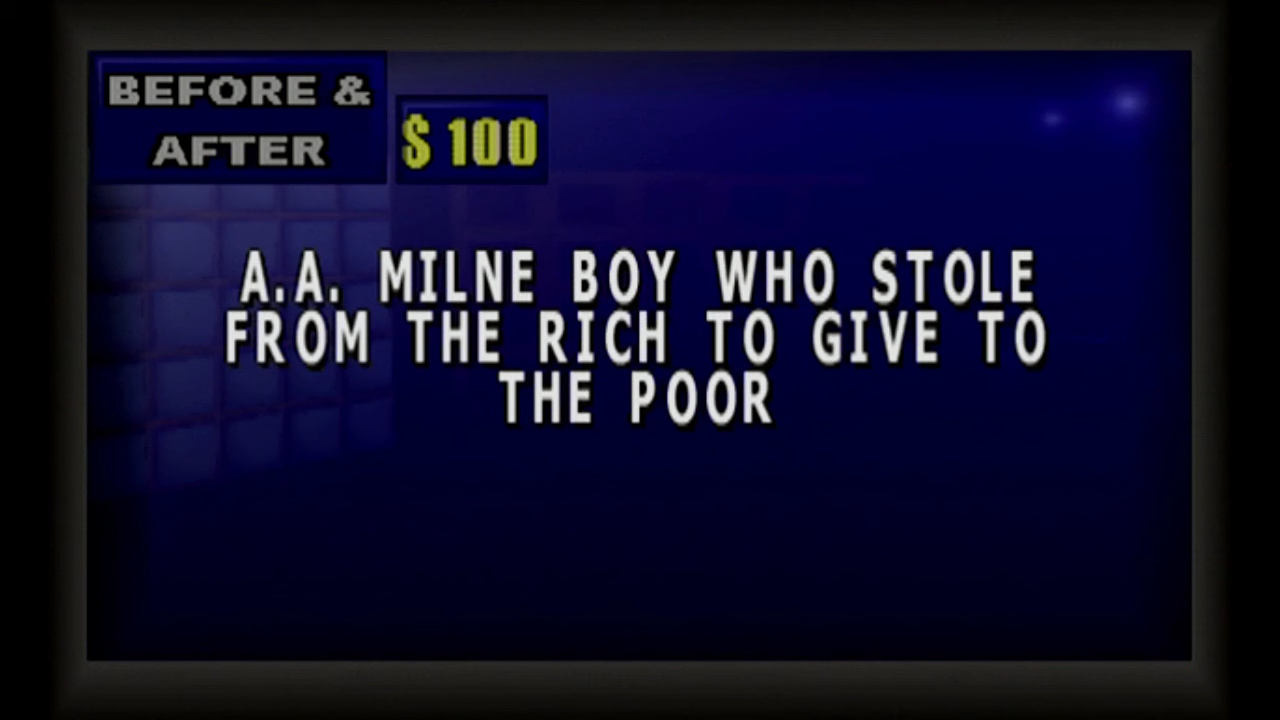 BEFORE &
AFTER
$ 100
A.A. MILNE BOY WHO STOLE
FROM THE RICH TO GIVE TO
THE POOR